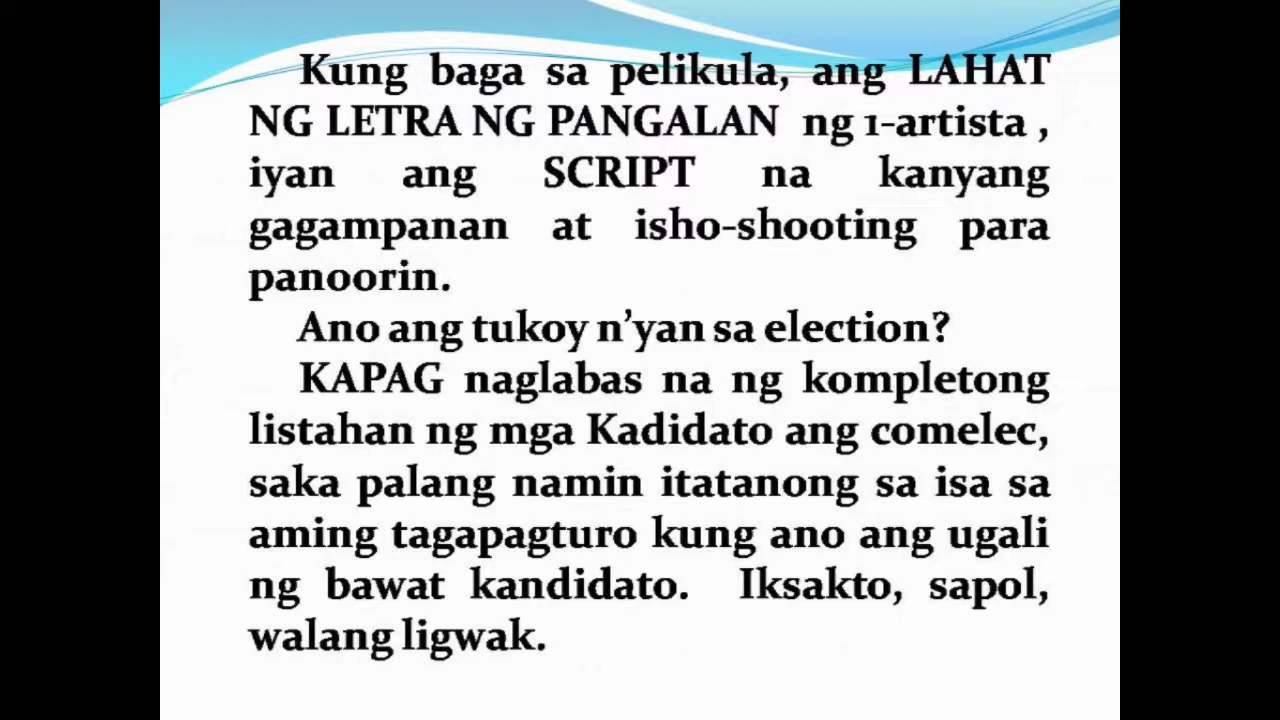 Kung baga sa pelikula, ang LAHAT
NG LETRA NG PANGALAN ng 1-artista ,
iyan ang SCRIPT na kanyang
gagampanan at isho-shooting para
panoorin.
Ano ang tukoy n’yan sa election?
KAPAG naglabas na ng kompletong
listahan ng mga Kadidato ang comelec,
saka palang namin itatanong sa isa sa
aming tagapagturo kung ano ang ugali
ng bawat kandidato. Iksakto, sapol,
walang ligwak.